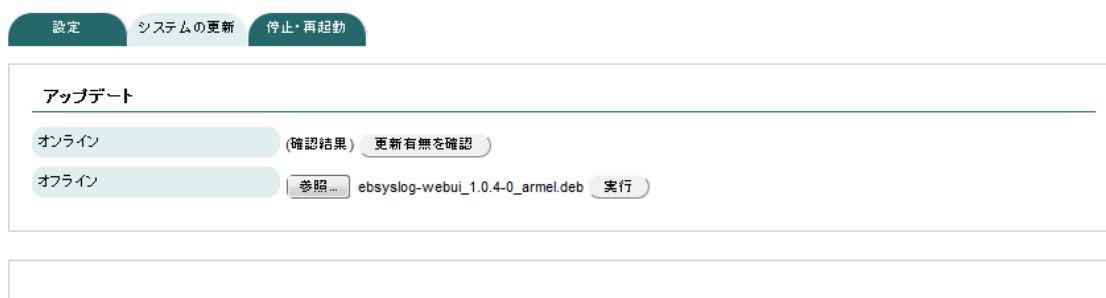 設定 システムの更新 停止・再起動
アップデート
オンライン (確認結果) 更新有無を確認
オフライン 参照... ebsyslog-webui_1.0.4-0_armel.deb 実行